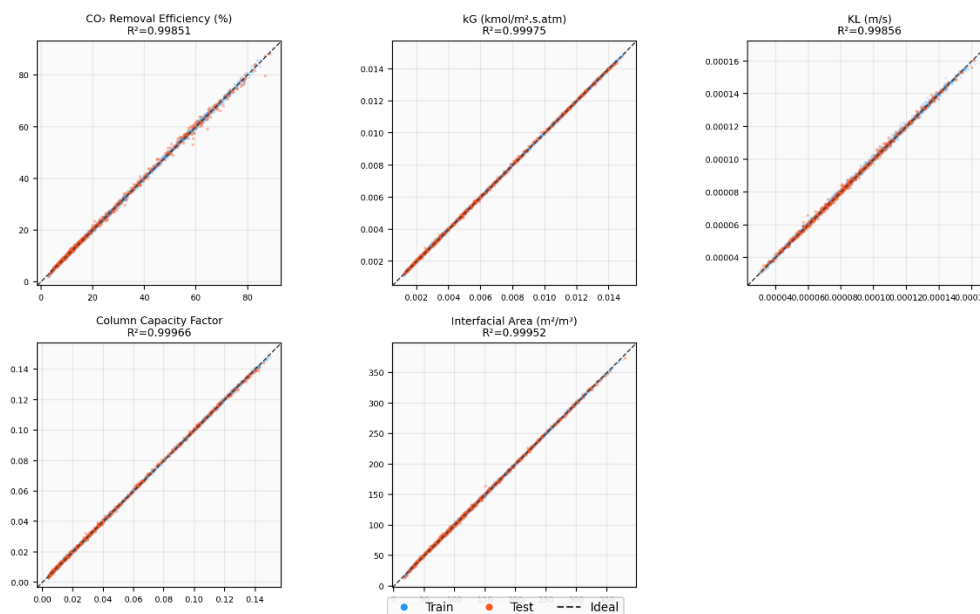 CO₂ Removal Efficiency (%)
R²=0.99851
kG (kmol/m².s.atm)
R²=0.99975
KL (m/s)
R²=0.99856
80
60
40
20
0
0 20 40 60 80
0.014
0.012
0.010
0.008
0.006
0.004
0.002
0.002 0.004 0.006 0.008 0.010 0.012 0.014
0.00016
0.00014
0.00012
0.00010
0.00008
0.00006
0.00004
0.00004 0.00006 0.00008 0.00010 0.00012 0.00014
Column Capacity Factor
R²=0.99966
Interfacial Area (m²/m³)
R²=0.99952
0.14
0.12
0.10
0.08
0.06
0.04
0.02
0.00
0.00 0.02 0.04 0.06 0.08 0.10 0.12 0.14
350
300
250
200
150
100
50
0
Train Test Ideal